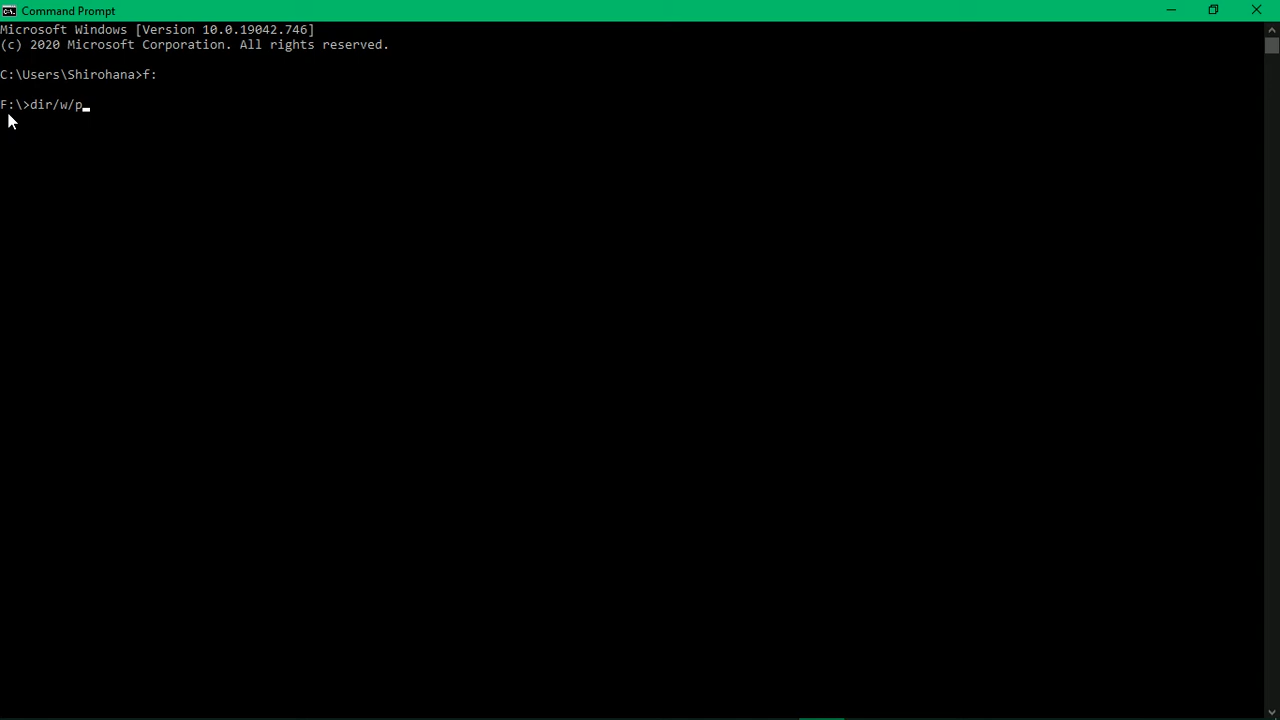 Command Prompt
Microsoft Windows [Version 10.0.19042.746]
(c) 2020 Microsoft Corporation. All rights reserved.
C:\Users\Shirohana>f:
F:\>dir/w/p